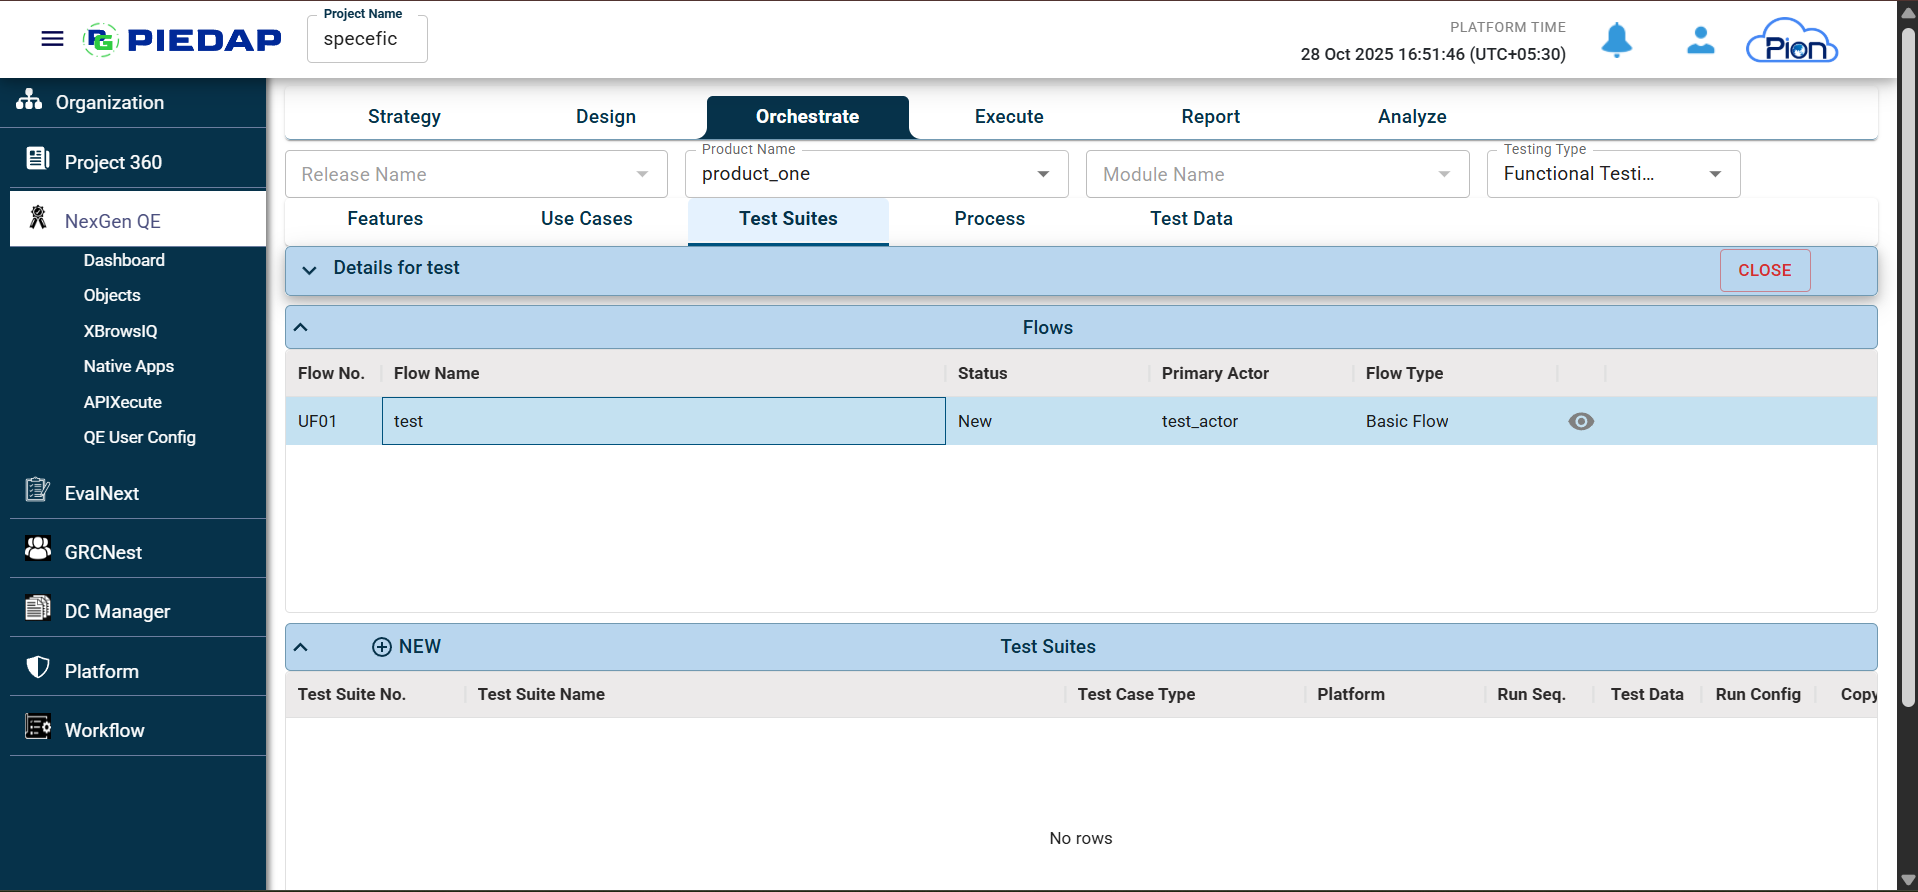 PIEDAP
Project Name
specefic
PLATFORM TIME
28 Oct 2025 16:51:46 (UTC+05:30)
Pion
Organization
Project 360
NexGen QE
Dashboard
Objects
XBrowsIQ
Native Apps
APIXecute
QE User Config
EvalNext
GRCNest
DC Manager
Platform
Workflow
Strategy Design Orchestrate Execute Report Analyze
Release Name
Product Name
product_one
Module Name
Testing Type
Functional Testi...
Features Use Cases Test Suites Process Test Data
Details for test CLOSE
Flows
Flow No. Flow Name Status Primary Actor Flow Type
UF01 test New test_actor Basic Flow
NEW Test Suites
Test Suite No. Test Suite Name Test Case Type Platform Run Seq. Test Data Run Config Copy
No rows